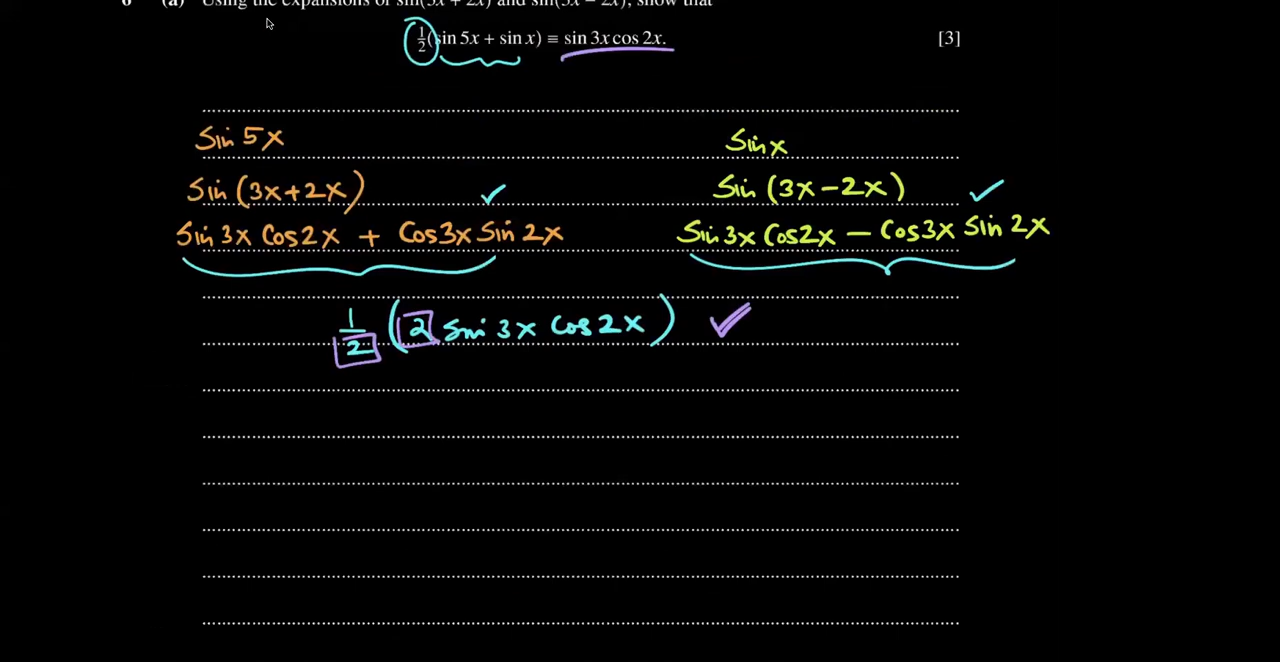 6 (a) Using the expansions of sin(3x + 2x) and sin(3x − 2x), show that
½(sin 5x + sin x) ≡ sin 3x cos 2x. [3]
Sin 5x
Sin x
Sin (3x+2x) ✓
Sin (3x−2x) ✓
Sin 3x Cos2x + Cos3x Sin 2x
Sin 3x Cos2x − Cos3x Sin 2x
1/2 (2 Sin 3x Cos 2x) ✓